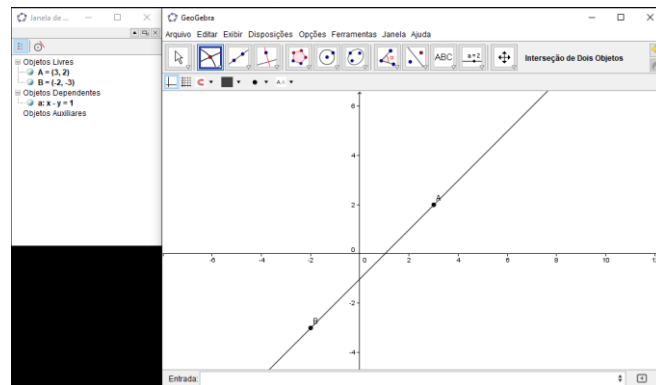 Janela de ...
Objetos Livres
A = (3, 2)
B = (-2, -3)
Objetos Dependentes
a: x - y = 1
Objetos Auxiliares
GeoGebra
Arquivo Editar Exibir Disposições Opções Ferramentas Janela Ajuda
ABC
a=2
Interseção de Dois Objetos
6
4
A
2
0
-6 -4 -2 0 2 4 6 8 10 12
-2
B
-4
Entrada: